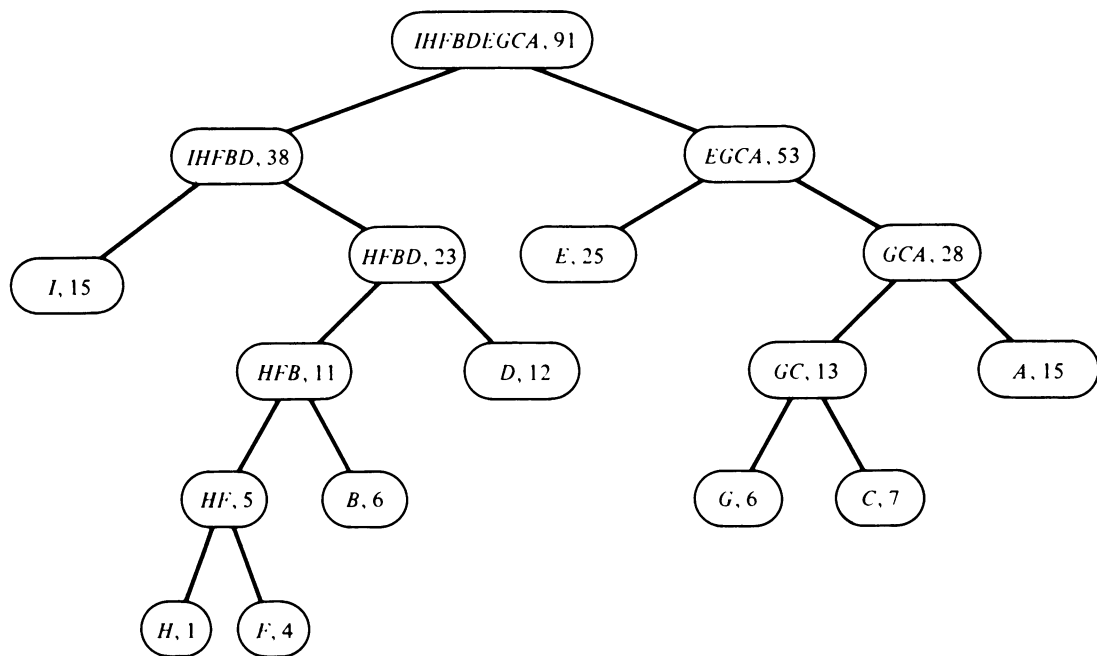 IHFBDEGCA, 91
IHFBD, 38
EGCA, 53
HFBD, 23
E, 25
GCA, 28
I, 15
HFB, 11
D, 12
GC, 13
A, 15
HF, 5
B, 6
G, 6
C, 7
H, 1
F, 4